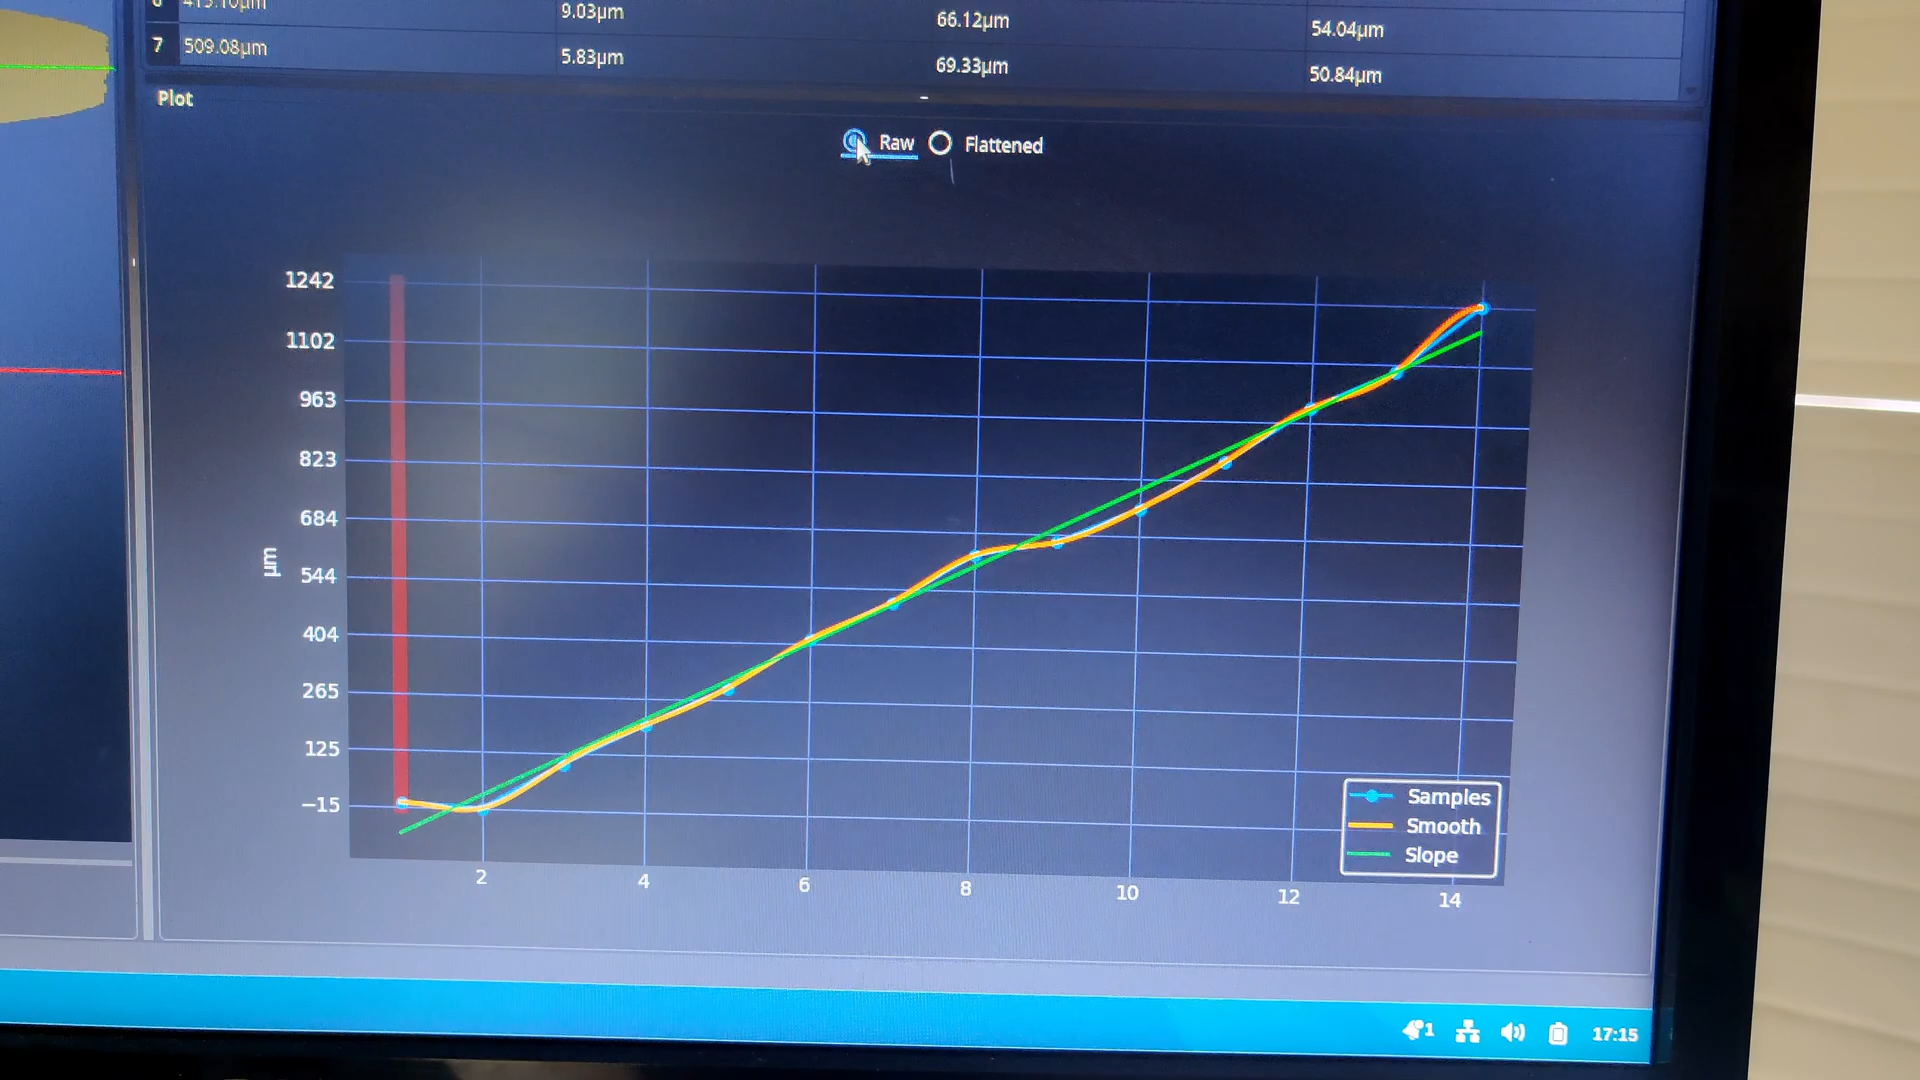 9.03μm 66.12μm 54.04μm
7 509.08μm 5.83μm 69.33μm 50.84μm
Plot
Raw Flattened
1242
1102
963
823
684
544
404
265
125
−15
μm
2 4 6 8 10 12 14
Samples
Smooth
Slope
1 17:15